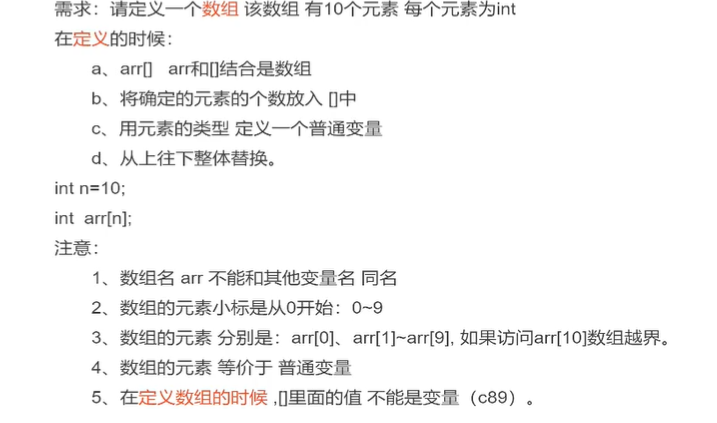 需求：请定义一个数组 该数组 有10个元素 每个元素为int
在定义的时候：
a、arr[] arr和[]结合是数组
b、将确定的元素的个数放入 []中
c、用元素的类型 定义一个普通变量
d、从上往下整体替换。
int n=10;
int arr[n];
注意：
1、数组名 arr 不能和其他变量名 同名
2、数组的元素小标是从0开始：0~9
3、数组的元素 分别是：arr[0]、arr[1]~arr[9], 如果访问arr[10]数组越界。
4、数组的元素 等价于 普通变量
5、在定义数组的时候 ,[]里面的值 不能是变量（c89）。